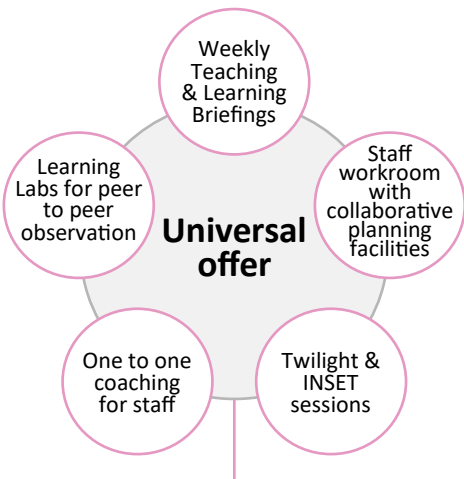 Weekly
Teaching
& Learning
Briefings
Learning
Labs for peer
to peer
observation
Staff
workroom
with
collaborative
planning
facilities
Universal
offer
One to one
coaching
for staff
Twilight &
INSET
sessions